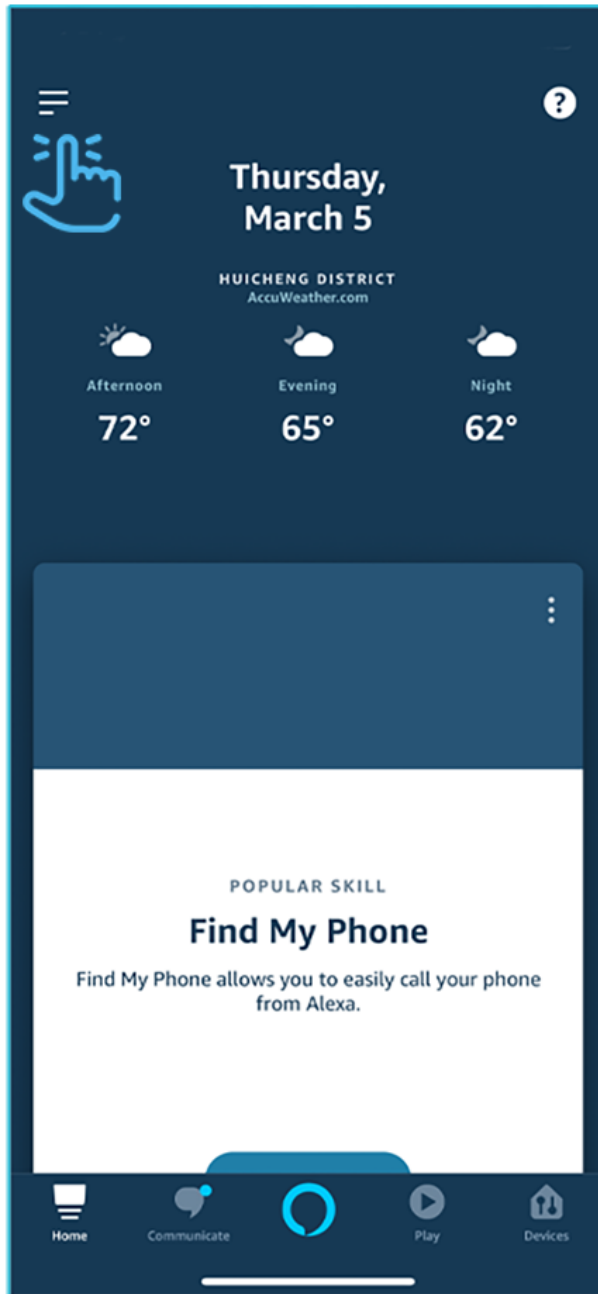 ?
Thursday,
March 5
HUICHENG DISTRICT
AccuWeather.com
Afternoon Evening Night
72° 65° 62°
POPULAR SKILL
Find My Phone
Find My Phone allows you to easily call your phone
from Alexa.
Home Communicate Play Devices